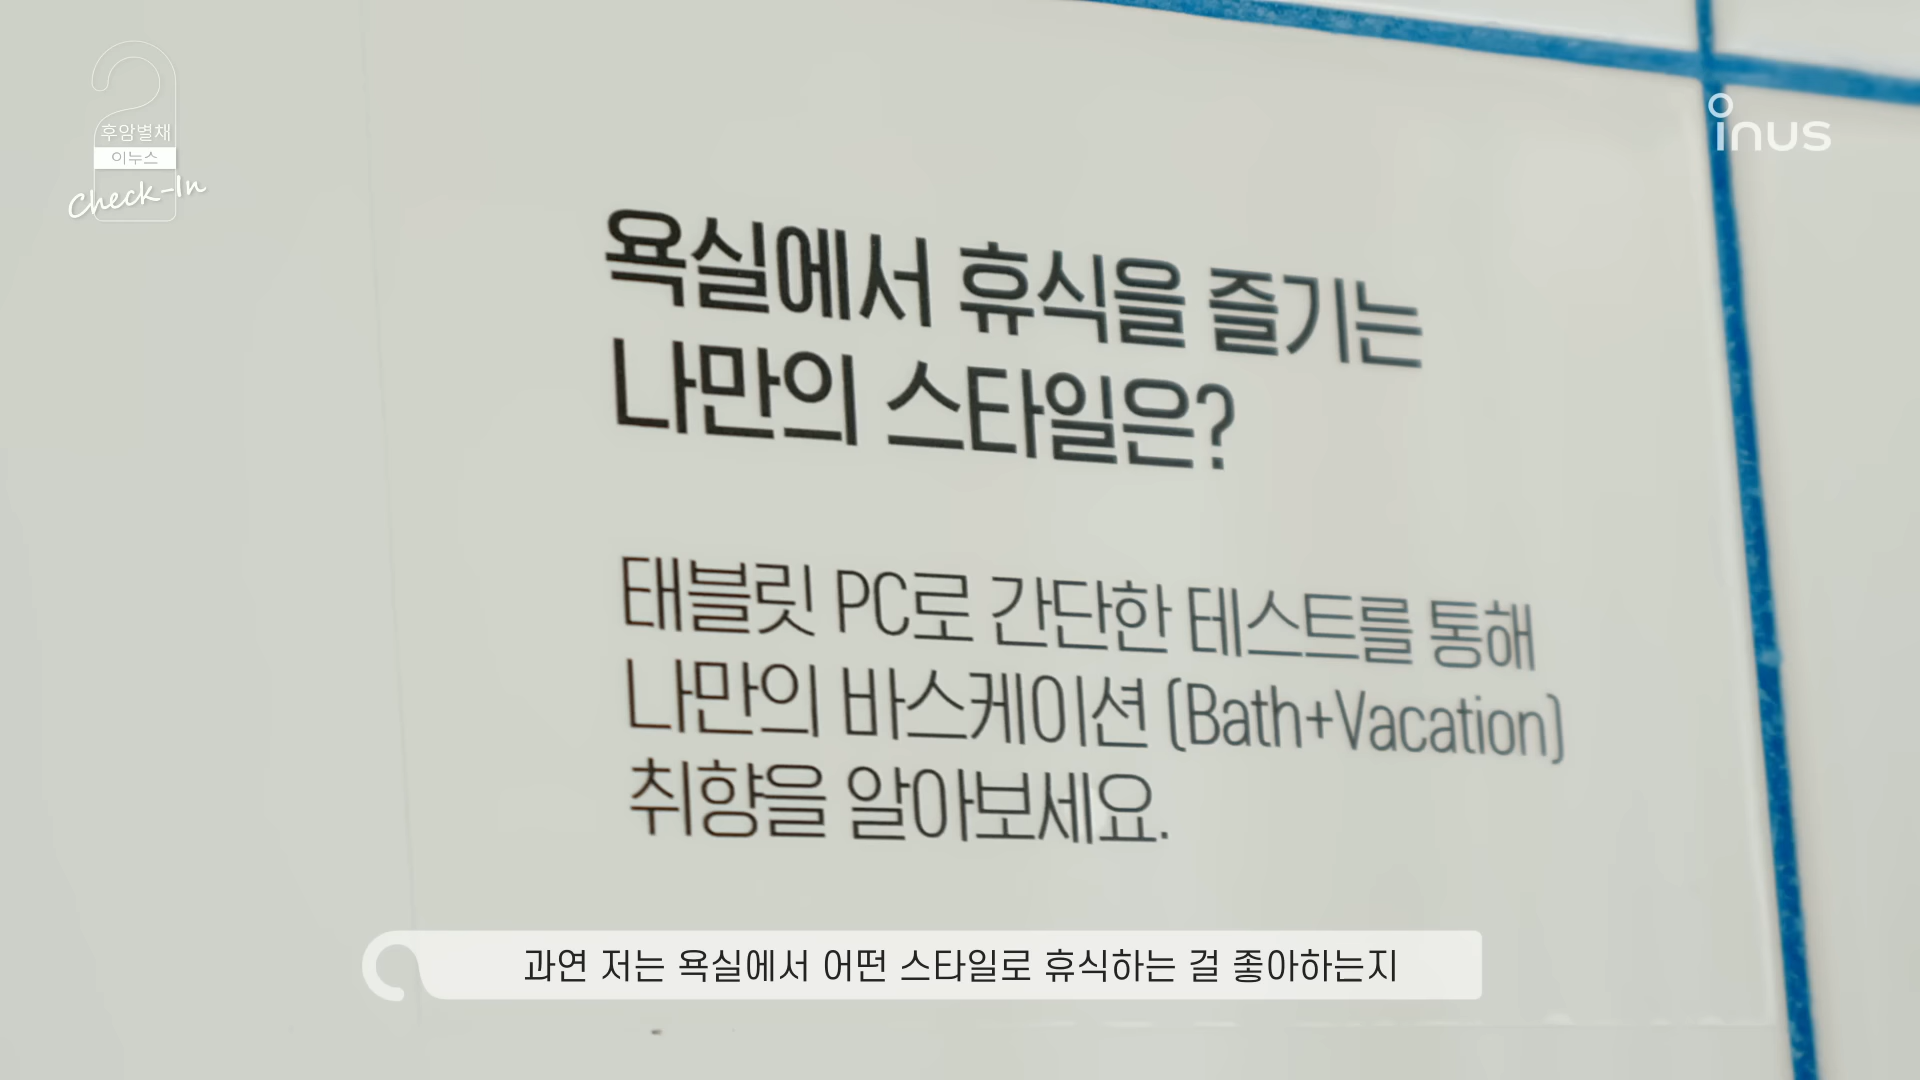 후암별채
이누스
Check-In
inus
욕실에서 휴식을 즐기는
나만의 스타일은?
태블릿 PC로 간단한 테스트를 통해
나만의 바스케이션 (Bath+Vacation)
취향을 알아보세요.
과연 저는 욕실에서 어떤 스타일로 휴식하는 걸 좋아하는지